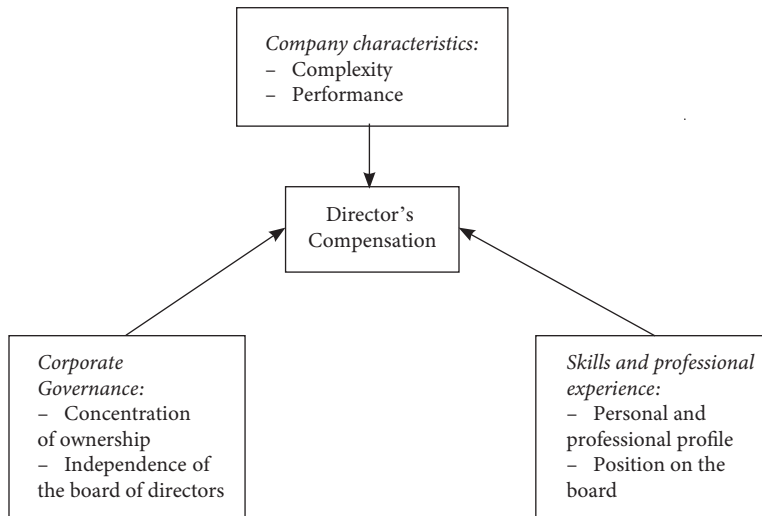 Company characteristics:
– Complexity
– Performance
Director’s
Compensation
Corporate
Governance:
– Concentration
of ownership
– Independence of
the board of directors
Skills and professional
experience:
– Personal and
professional profile
– Position on the
board